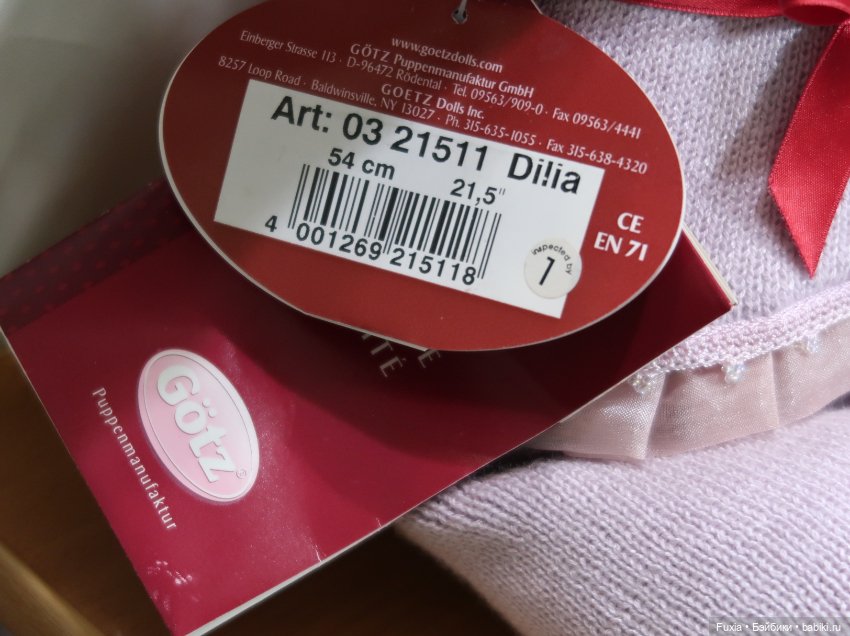 www.goetzdolls.com
GÖTZ Puppenmanufaktur GmbH
Einberger Strasse 113 · D-96472 Rödental · Tel. 09563/909-0 · Fax 09563/4441
GOETZ Dolls Inc.
8257 Loop Road · Baldwinsville, NY 13027 · Ph. 315-635-1055 · Fax 315-638-4320
Art: 03 21511 Dilia
54 cm 21,5"
4 001269 215118
inspected by
7
CE
EN 71
Götz®
Puppenmanufaktur
Fuxia • Бэйбики • babiki.ru